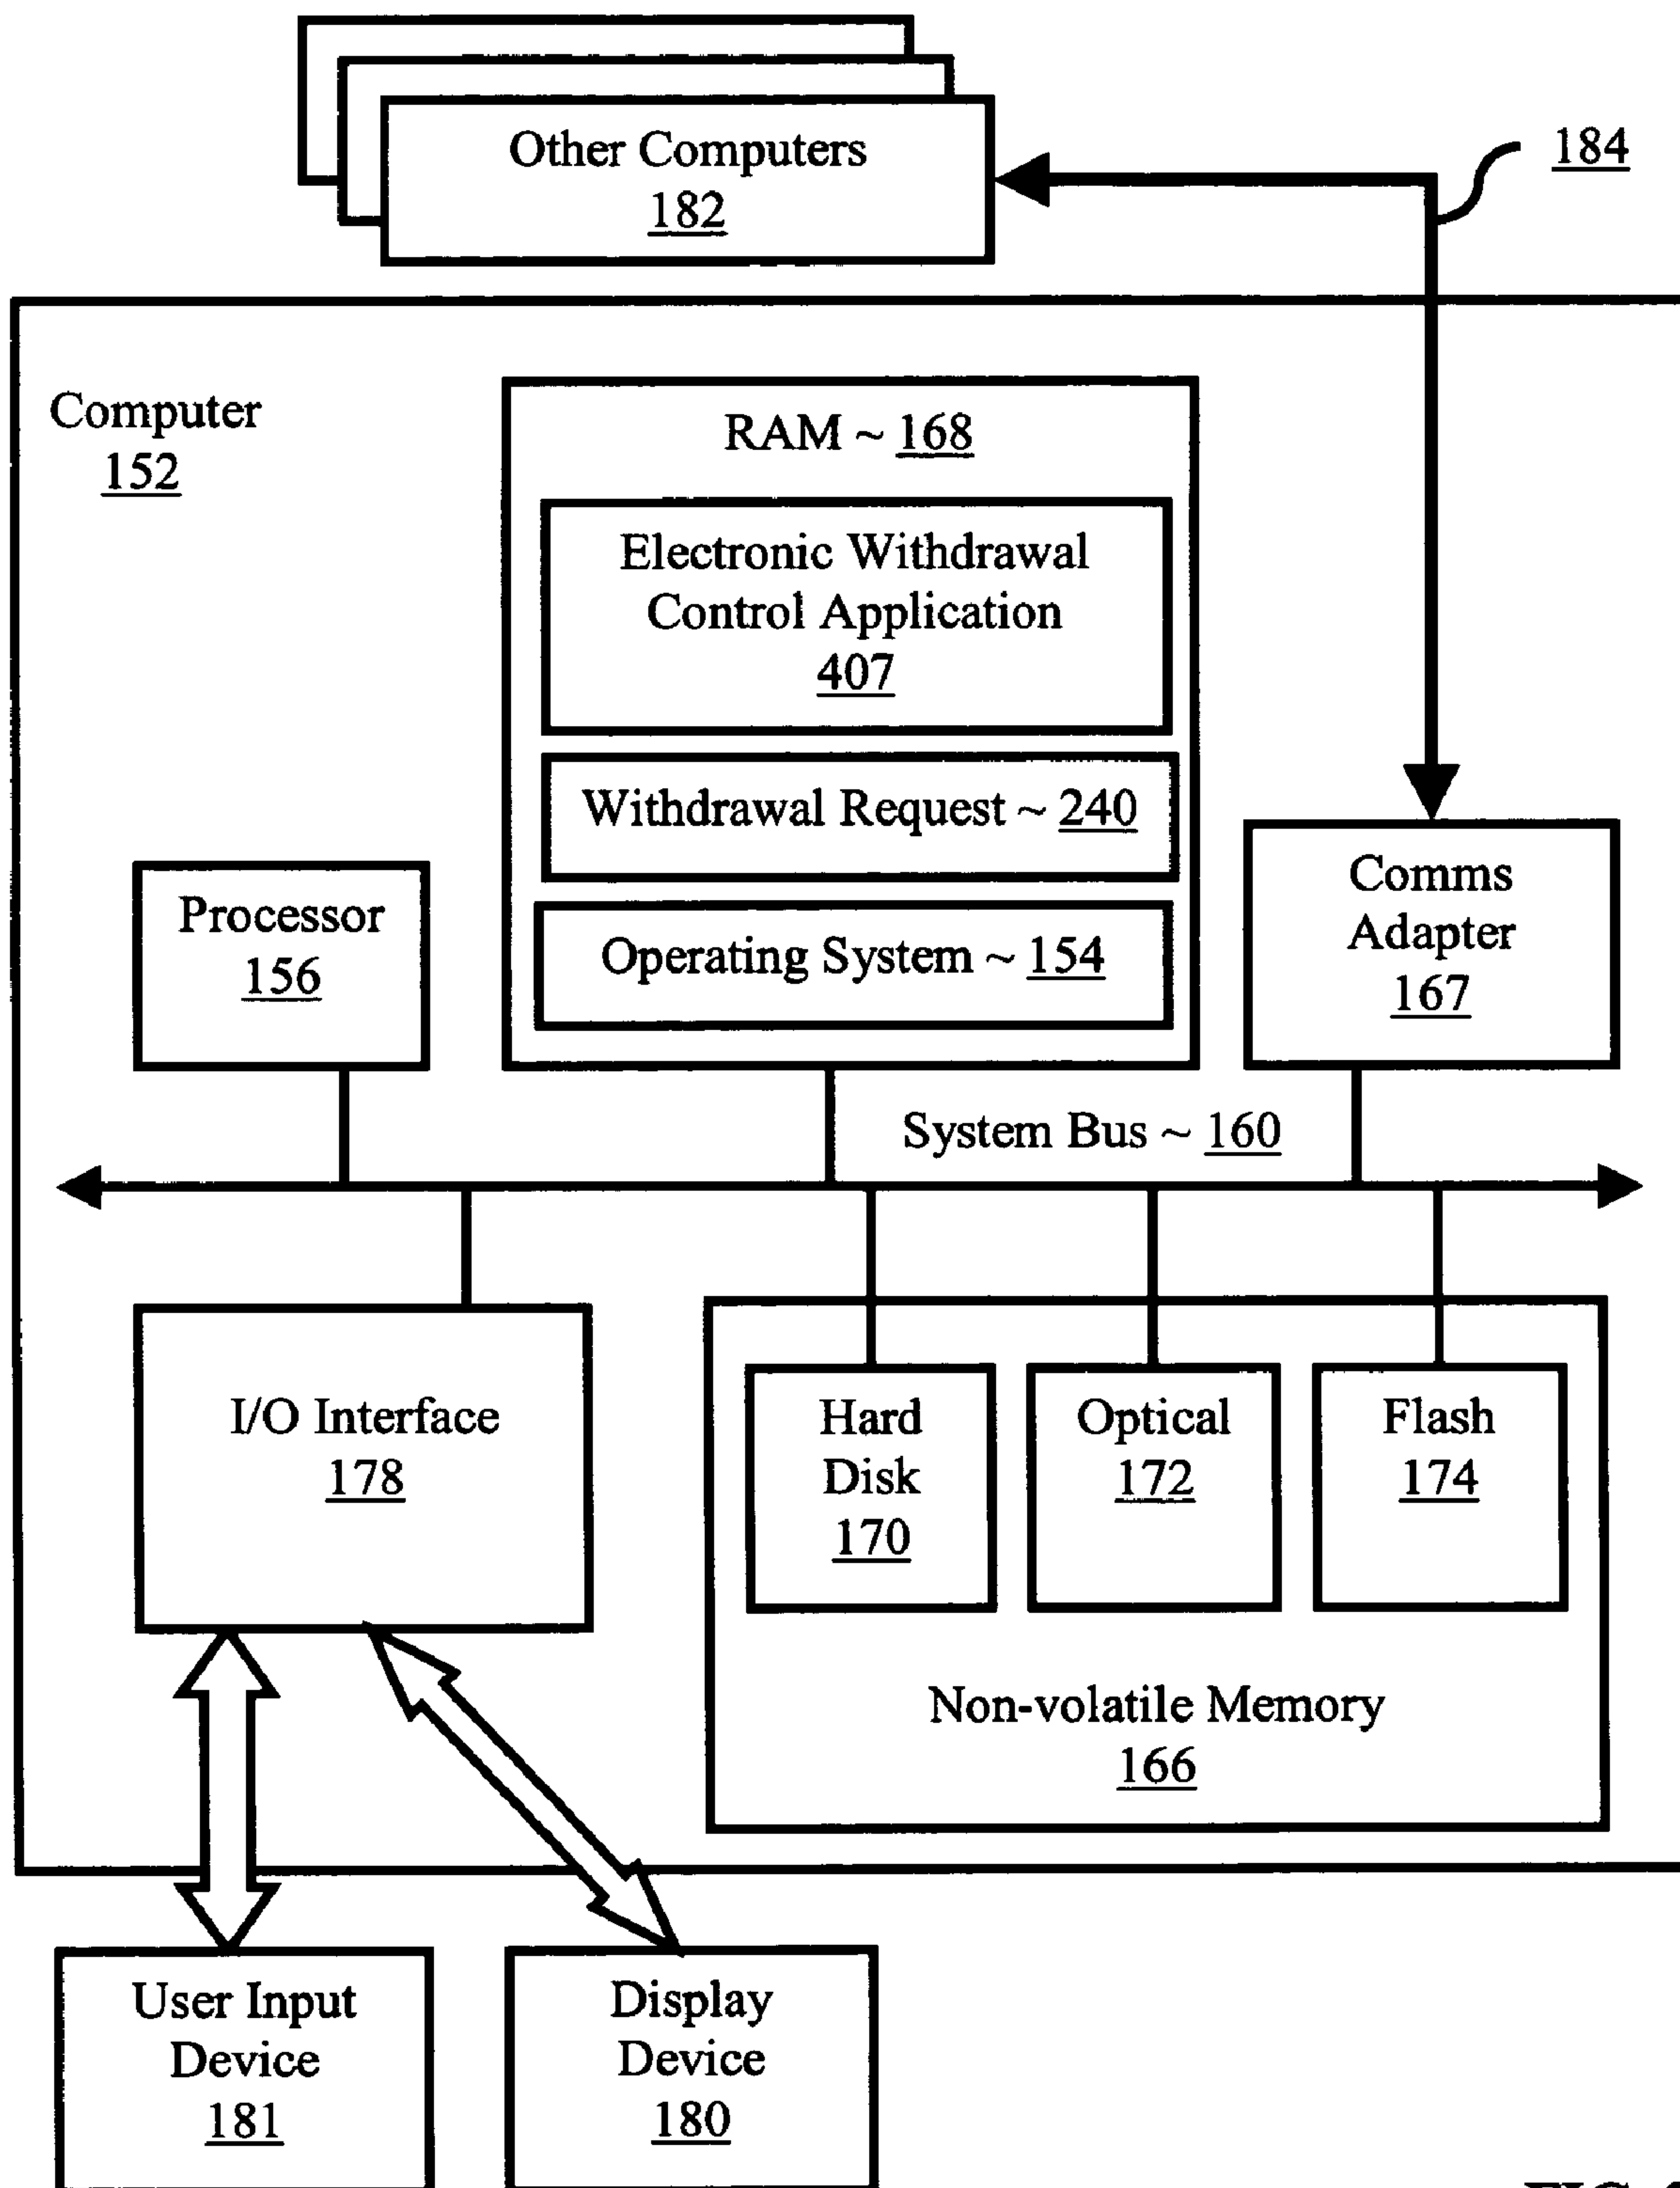 Other Computers
182
184
Computer
152
RAM ~ 168
Electronic Withdrawal
Control Application
407
Withdrawal Request ~ 240
Operating System ~ 154
Processor
156
Comms
Adapter
167
System Bus ~ 160
I/O Interface
178
Hard
Disk
170
Optical
172
Flash
174
Non-volatile Memory
166
User Input
Device
181
Display
Device
180